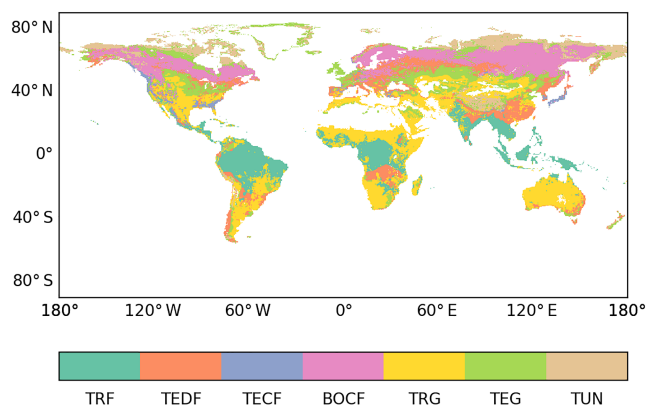 80° N
40° N
0°
40° S
80° S
180° 120° W 60° W 0° 60° E 120° E 180°
TRF TEDF TECF BOCF TRG TEG TUN